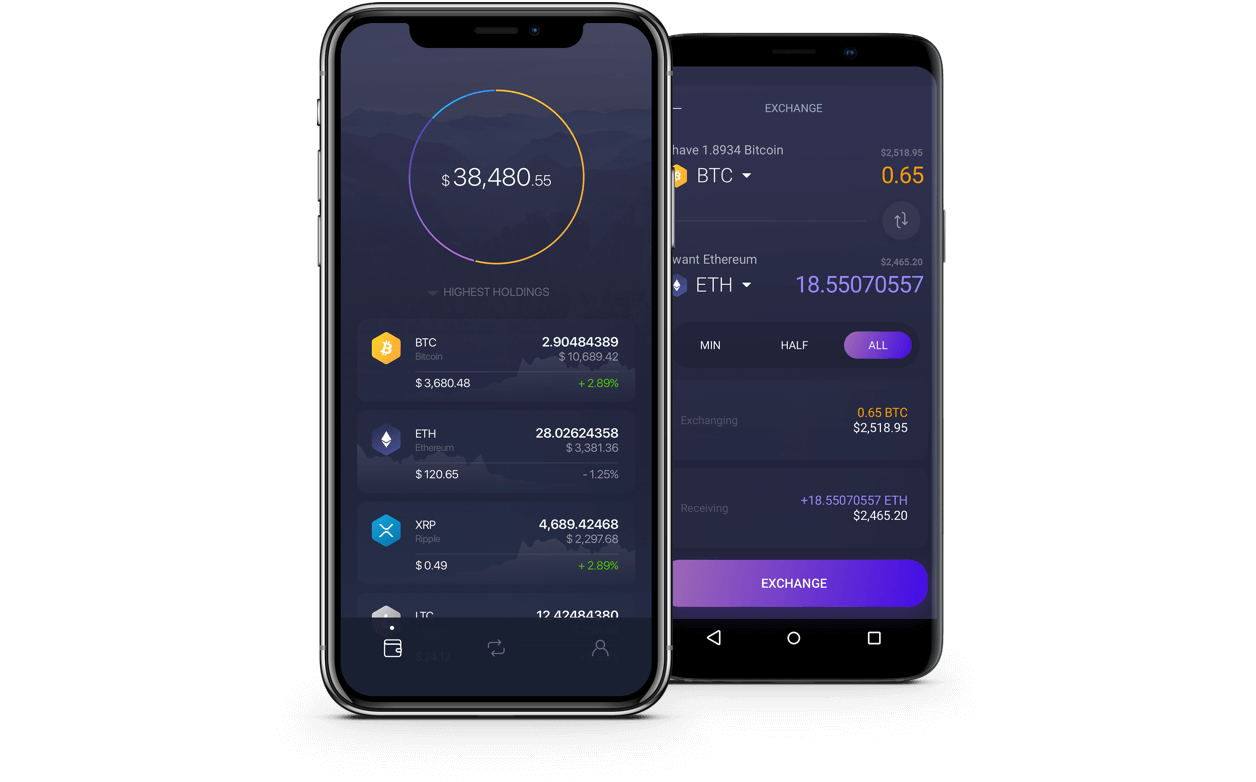 $ 38,480.55
HIGHEST HOLDINGS
BTC 2.90484389
Bitcoin $ 10,689.42
$ 3,680.48 + 2.89%
ETH 28.02624358
Ethereum $ 3,381.36
$ 120.65 - 1.25%
XRP 4,689.42468
Ripple $ 2,297.68
$ 0.49 + 2.89%
LTC 12.42484380
EXCHANGE
have 1.8934 Bitcoin $2,518.95
BTC 0.65
want Ethereum $2,465.20
ETH 18.55070557
MIN HALF ALL
0.65 BTC
Exchanging $2,518.95
+18.55070557 ETH
Receiving $2,465.20
EXCHANGE